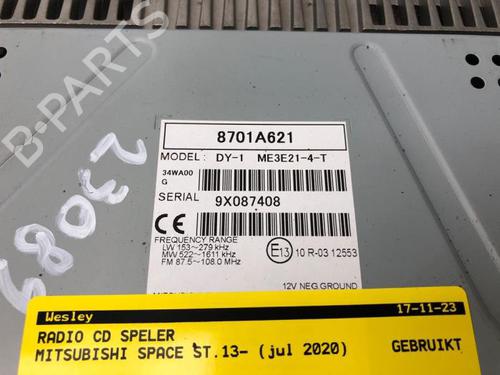 8701A621
MODEL: DY-1 ME3E21-4-T
34WA00
G
SERIAL 9X087408
CE
FREQUENCY RANGE
LW 153~279 kHz
MW 522~1611 kHz
FM 87.5~108.0 MHz
E13 10 R-03 12553
12V NEG.GROUND
Wesley 17-11-23
RADIO CD SPELER
MITSUBISHI SPACE ST.13- (jul 2020) GEBRUIKT